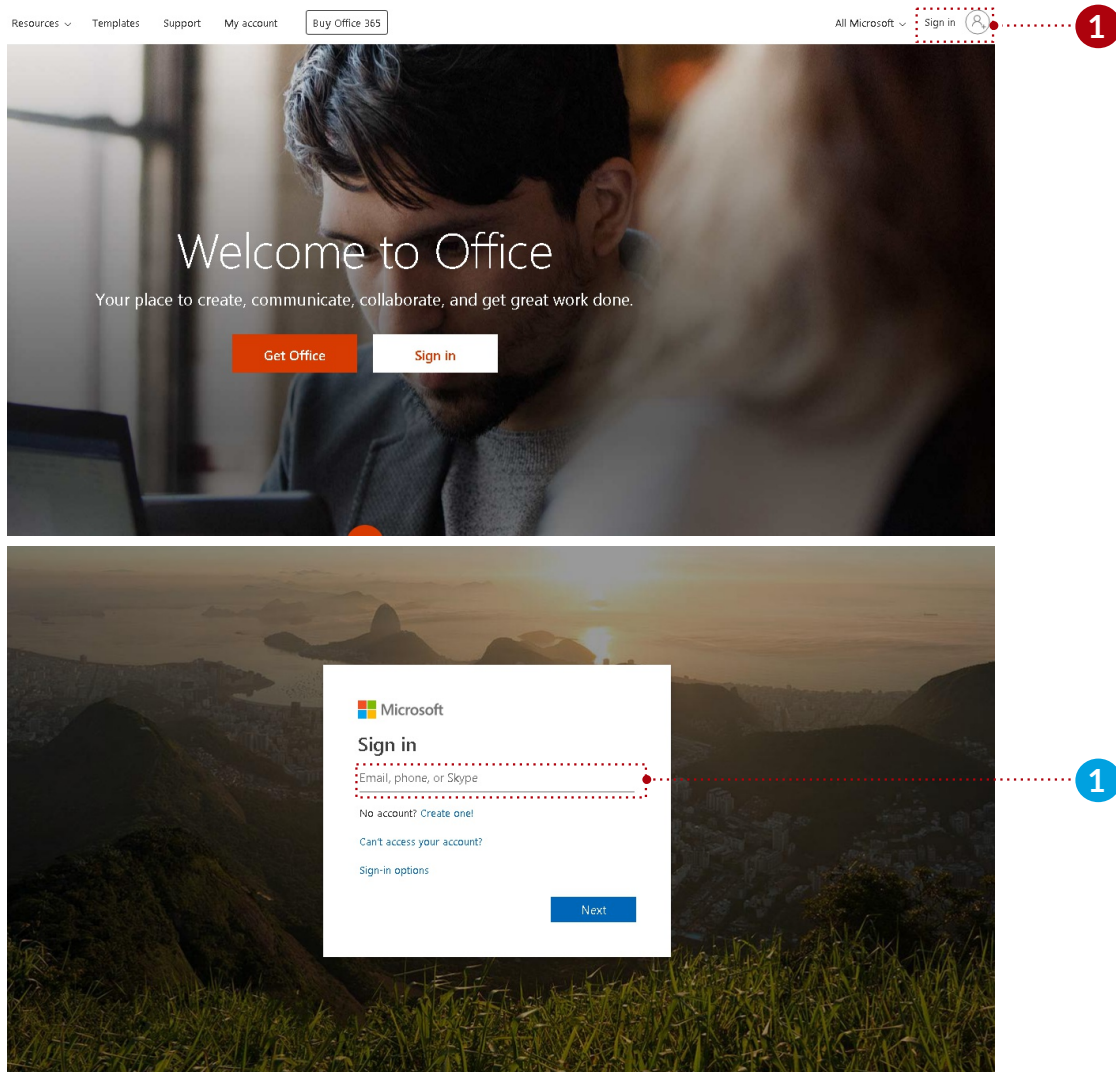 Resources Templates Support My account Buy Office 365 All Microsoft Sign in 1
Welcome to Office
Your place to create, communicate, collaborate, and get great work done.
Get Office Sign in
Microsoft
Sign in
Email, phone, or Skype 1
No account? Create one!
Can't access your account?
Sign-in options
Next